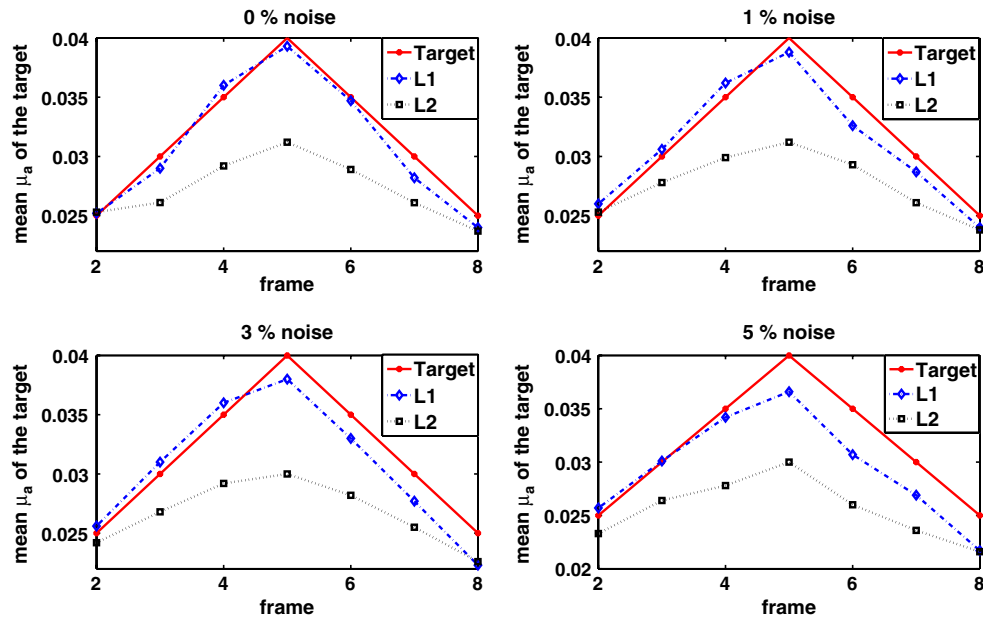 0 % noise
0.04
0.035
0.03
0.025
mean μa of the target
2
4
6
8
frame
Target
L1
L2
1 % noise
0.04
0.035
0.03
0.025
mean μa of the target
2
4
6
8
frame
Target
L1
L2
3 % noise
0.04
0.035
0.03
0.025
mean μa of the target
2
4
6
8
frame
Target
L1
L2
5 % noise
0.04
0.035
0.03
0.025
0.02
mean μa of the target
2
4
6
8
frame
Target
L1
L2